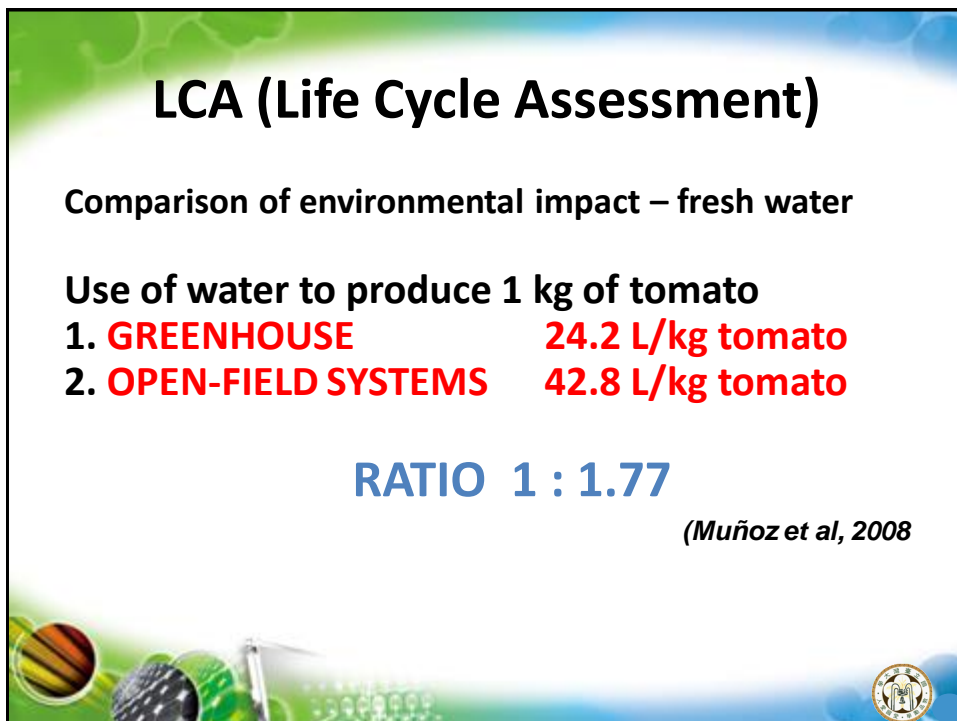 LCA (Life Cycle Assessment)
Comparison of environmental impact – fresh water
Use of water to produce 1 kg of tomato
1. GREENHOUSE 24.2 L/kg tomato
2. OPEN-FIELD SYSTEMS 42.8 L/kg tomato
RATIO 1 : 1.77
(Muñoz et al, 2008